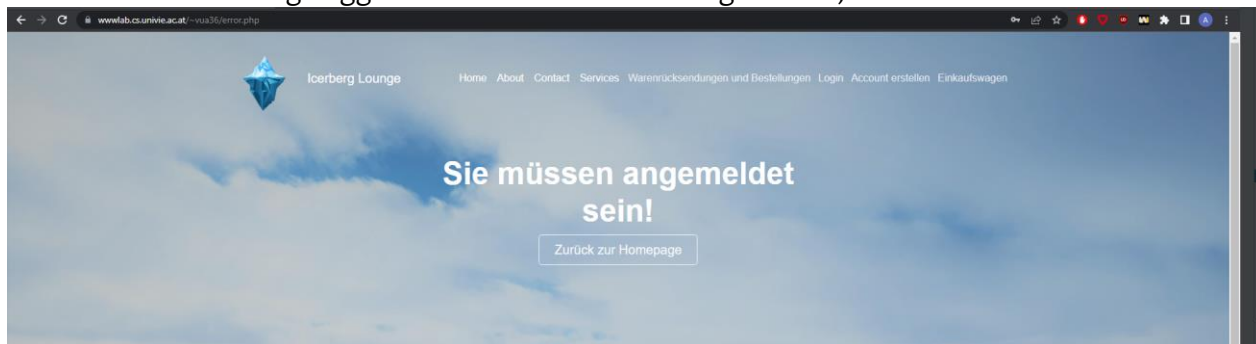 wwwlab.cs.univie.ac.at/~vua36/error.php
Icerberg Lounge
Home About Contact Services Warenrücksendungen und Bestellungen Login Account erstellen Einkaufswagen
Sie müssen angemeldet
sein!
Zurück zur Homepage